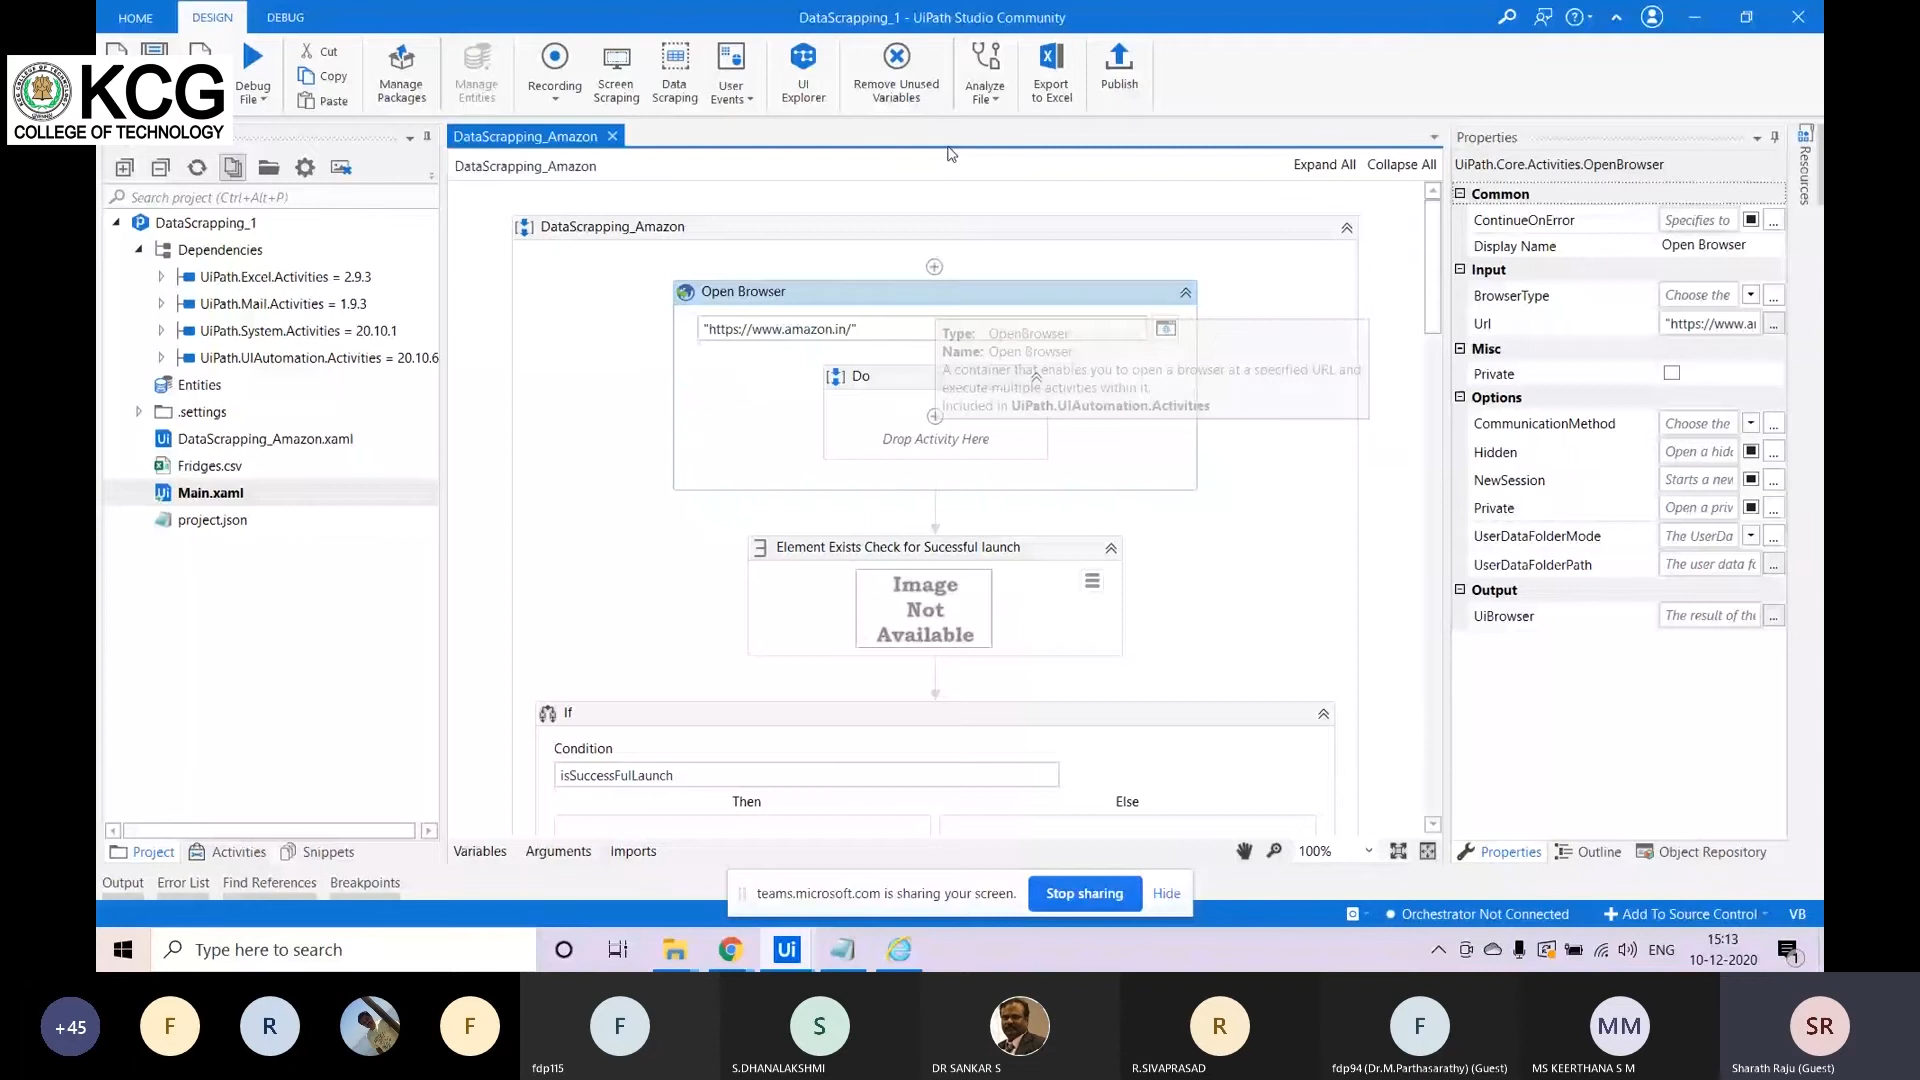 HOME
DESIGN
DEBUG
DataScrapping_1 - UiPath Studio Community
Debug File
Cut
Copy
Paste
Manage Packages
Manage Entities
Recording
Screen Scraping
Data Scraping
User Events
UI Explorer
Remove Unused Variables
Analyze File
Export to Excel
Publish
KCG
COLLEGE OF TECHNOLOGY
DataScrapping_Amazon
DataScrapping_Amazon
Expand All
Collapse All
Search project (Ctrl+Alt+P)
DataScrapping_1
Dependencies
UiPath.Excel.Activities = 2.9.3
UiPath.Mail.Activities = 1.9.3
UiPath.System.Activities = 20.10.1
UiPath.UIAutomation.Activities = 20.10.6
Entities
.settings
DataScrapping_Amazon.xaml
Fridges.csv
Main.xaml
project.json
Project
Activities
Snippets
DataScrapping_Amazon
Open Browser
"https://www.amazon.in/"
Type: OpenBrowser
Name: Open Browser
A container that enables you to open a browser at a specified URL and
execute multiple activities within it.
Included in UiPath.UIAutomation.Activities
Do
Drop Activity Here
Element Exists Check for Sucessful launch
Image
Not
Available
If
Condition
isSuccessFulLaunch
Then
Else
Variables
Arguments
Imports
100%
Properties
Resources
UiPath.Core.Activities.OpenBrowser
Common
ContinueOnError
Specifies to
...
Display Name
Open Browser
Input
BrowserType
Choose the
...
Url
"https://www.ar
...
Misc
Private
Options
CommunicationMethod
Choose the
...
Hidden
Open a hidd
...
NewSession
Starts a new
...
Private
Open a priv
...
UserDataFolderMode
The UserDa
...
UserDataFolderPath
The user data fo
...
Output
UiBrowser
The result of the
...
Properties
Outline
Object Repository
Output
Error List
Find References
Breakpoints
teams.microsoft.com is sharing your screen.
Stop sharing
Hide
Orchestrator Not Connected
Add To Source Control
VB
Type here to search
Ui
ENG
15:13
10-12-2020
1
+45
F
R
F
F
fdp115
S
S.DHANALAKSHMI
DR SANKAR S
R
R.SIVAPRASAD
F
fdp94 (Dr.M.Parthasarathy) (Guest)
MM
MS KEERTHANA S M
SR
Sharath Raju (Guest)